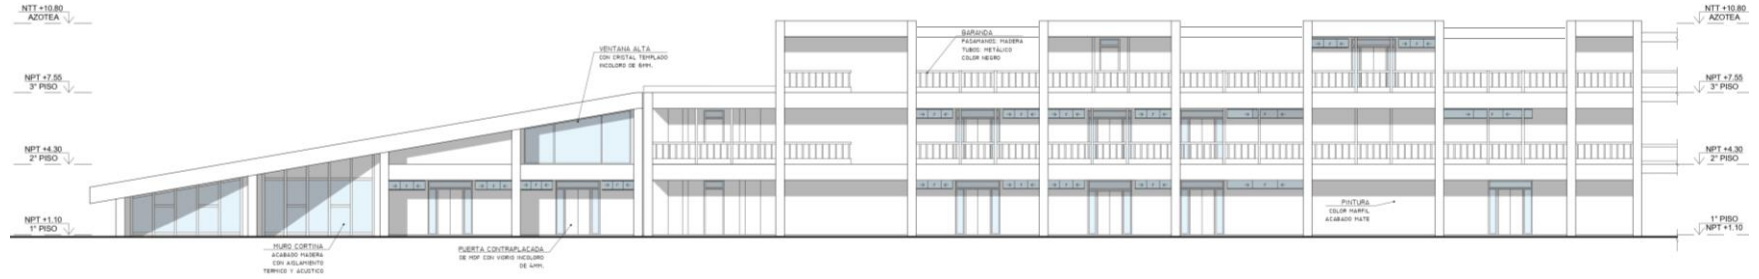 NTT +10.80
AZOTEA
NPT +7.55
3° PISO
NPT +4.30
2° PISO
NPT +1.10
1° PISO
VENTANA ALTA
CON CRISTAL TEMPLADO
INCOLORO DE 8MM.
MURO CORTINA
ACABADO MADERA
CON AISLAMIENTO
TERMICO Y ACUSTICO
PUERTA CONTRAPLACADA
DE MDF CON VIDRIO INCOLORO
DE 4MM.
BARANDA
PASAMANOS: MADERA
TUBOS: METÁLICO
COLOR NEGRO
PINTURA
COLOR MARFIL
ACABADO MATE
NTT +10.80
AZOTEA
NPT +7.55
3° PISO
NPT +4.30
2° PISO
1° PISO
NPT +1.10